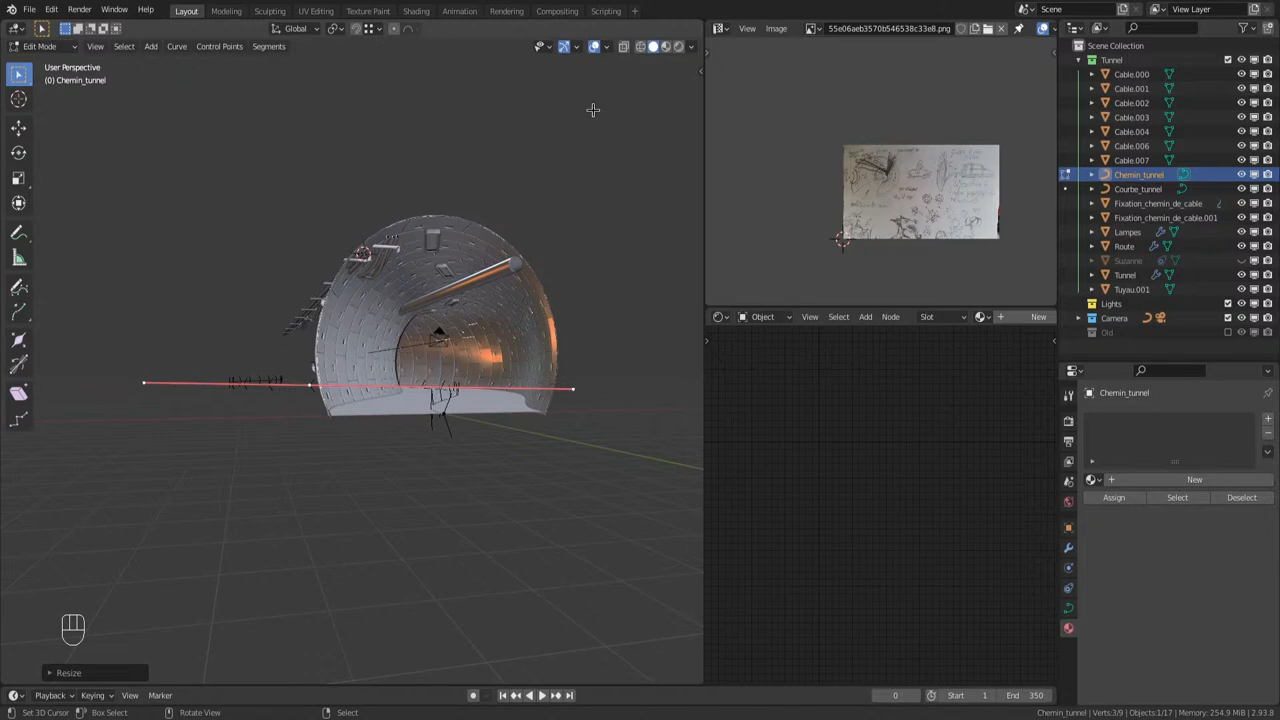 File Edit Render Window Help Layout Modeling Sculpting UV Editing Texture Paint Shading Animation Rendering Compositing Scripting + Scene View Layer
Global
View Image 55e06aeb3570b546538c33e8.png
Edit Mode View Select Add Curve Control Points Segments
User Perspective
(0) Chemin_tunnel
Scene Collection
Tunnel
Cable.000
Cable.001
Cable.002
Cable.003
Cable.004
Cable.006
Cable.007
Chemin_tunnel
Courbe_tunnel
Fixation_chemin_de_cable
Fixation_chemin_de_cable.001
Lampes
Route
Suzanne
Tunnel
Tuyau.001
Lights
Camera
Old
Object View Select Add Node Slot New
Chemin_tunnel
New
Assign Select Deselect
Resize
Playback Keying View Marker 0 Start 1 End 350
Set 3D Cursor Box Select Rotate View Select Chemin_tunnel | Verts:3/9 | Objects:1/17 | Memory: 254.9 MiB | 2.93.8